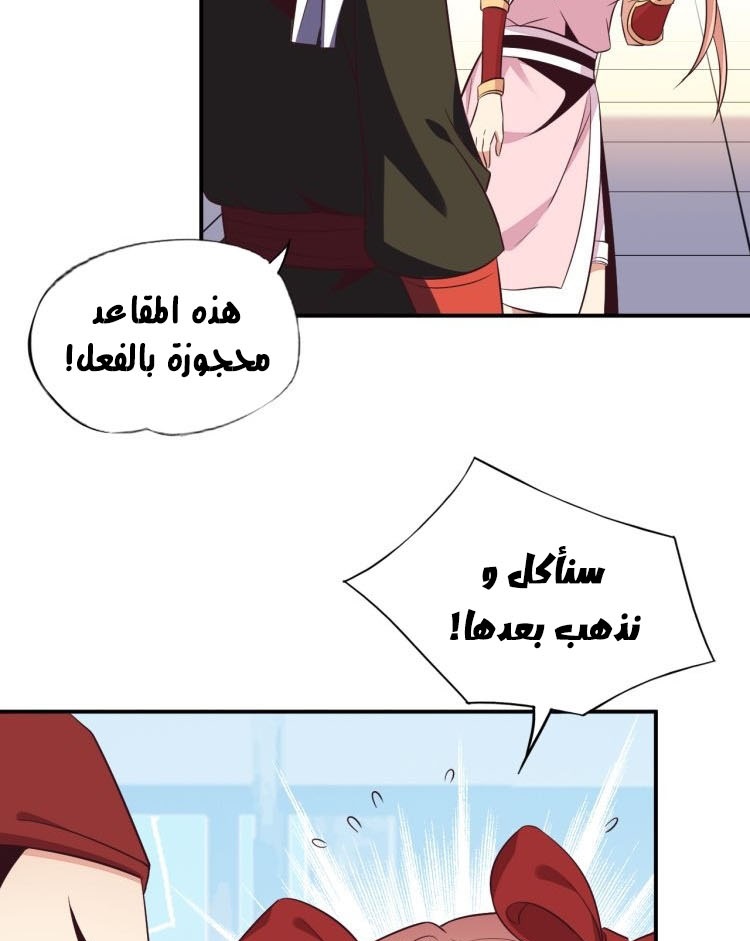 هذه المقاعد
محجوزة بالفعل!
سنأكل و
نذهب بعدها!